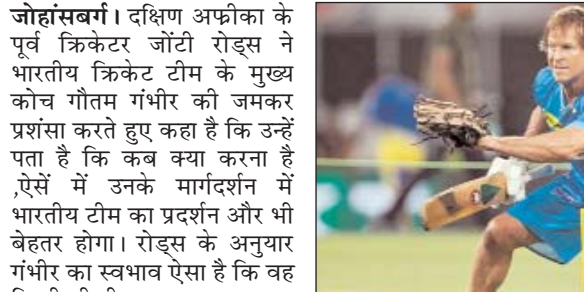 जोहांसबर्ग। दक्षिण अफ्रीका के
पूर्व क्रिकेटर जोंटी रोड्स ने
भारतीय क्रिकेट टीम के मुख्य
कोच गौतम गंभीर की जमकर
प्रशंसा करते हुए कहा है कि उन्हें
पता है कि कब क्या करना है
,ऐसें में उनके मार्गदर्शन में
भारतीय टीम का प्रदर्शन और भी
बेहतर होगा। रोड्स के अनुयार
गंभीर का स्वभाव ऐसा है कि वह